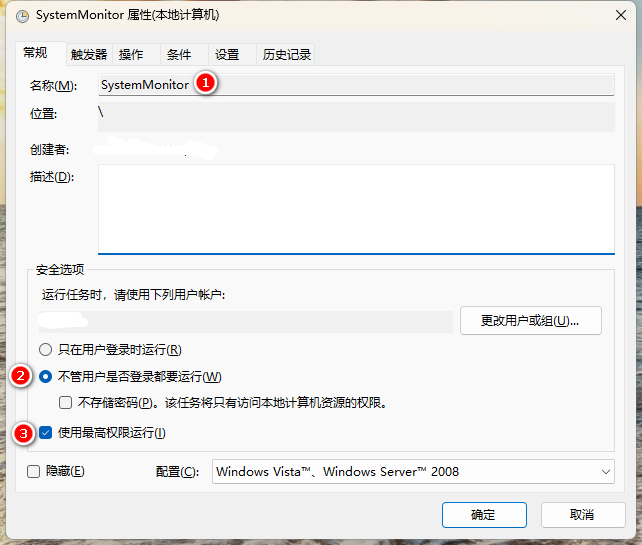 SystemMonitor 属性(本地计算机)
常规 触发器 操作 条件 设置 历史记录
名称(M): SystemMonitor 1
位置: \
创建者:
描述(D):
安全选项
运行任务时，请使用下列用户帐户:
更改用户或组(U)...
只在用户登录时运行(R)
2 不管用户是否登录都要运行(W)
不存储密码(P)。该任务将只有访问本地计算机资源的权限。
3 使用最高权限运行(I)
隐藏(E) 配置(C): Windows Vista™、Windows Server™ 2008
确定 取消